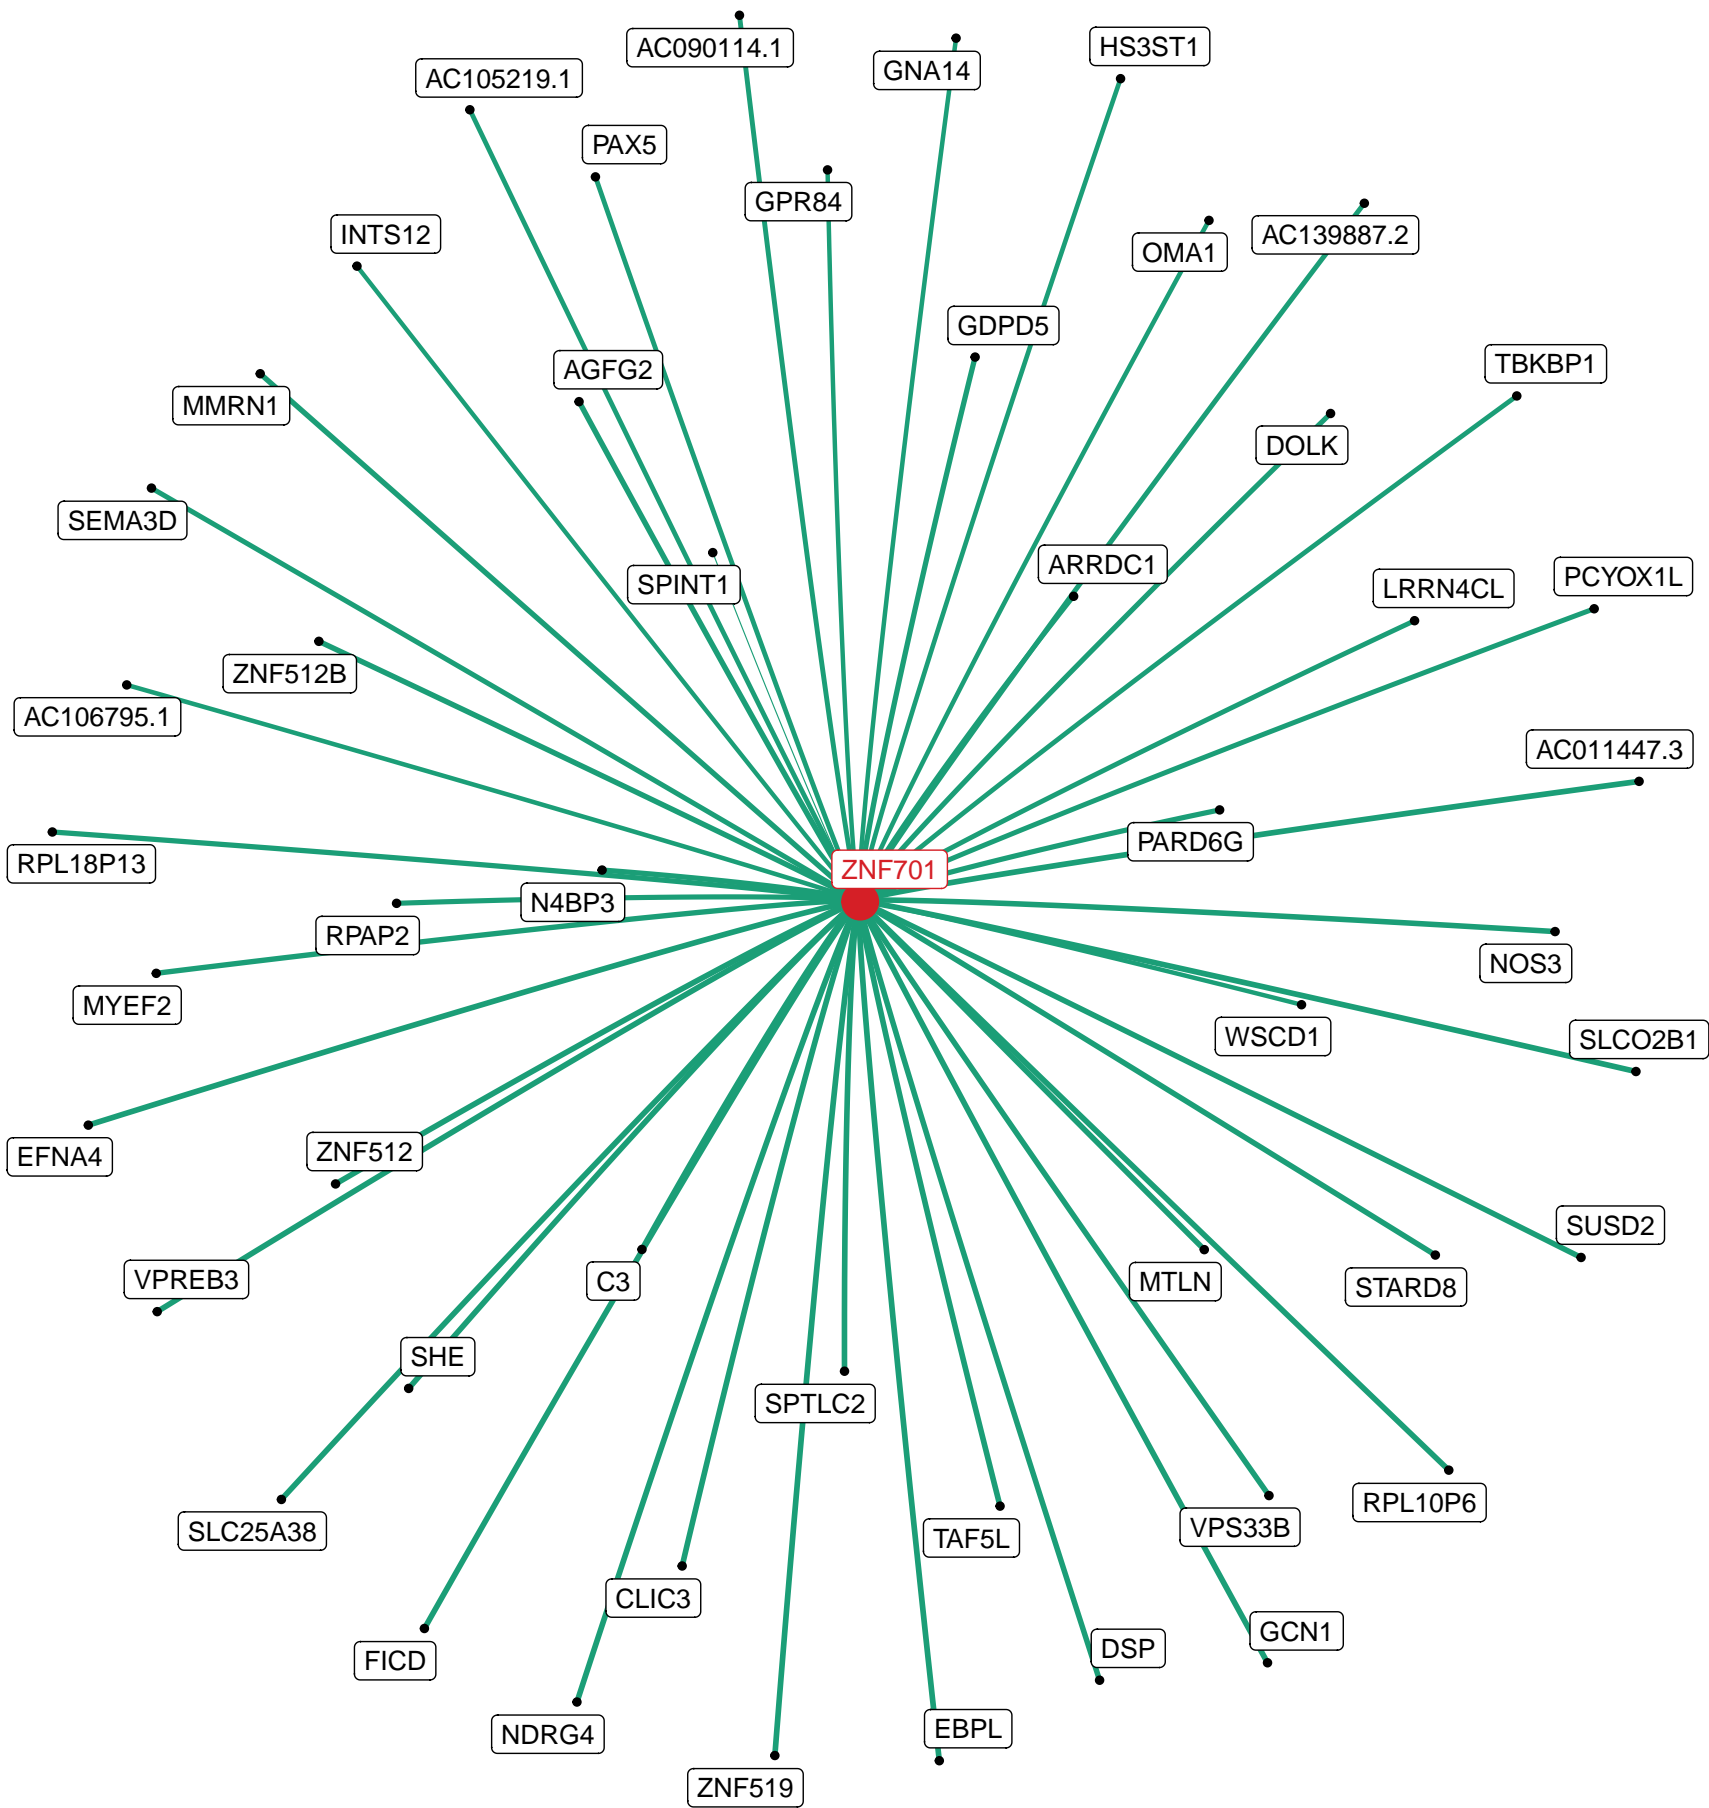 AC090114.1
HS3ST1
GNA14
AC105219.1
PAX5
GPR84
INTS12
AC139887.2
OMA1
GDPD5
TBKBP1
AGFG2
MMRN1
DOLK
SEMA3D
ARRDC1
PCYOX1L
SPINT1
LRRN4CL
ZNF512B
AC106795.1
AC011447.3
PARD6G
RPL18P13
ZNF701
N4BP3
RPAP2
NOS3
MYEF2
WSCD1
SLCO2B1
ZNF512
EFNA4
SUSD2
VPREB3
C3
MTLN
STARD8
SHE
SPTLC2
RPL10P6
VPS33B
SLC25A38
TAF5L
CLIC3
GCN1
DSP
FICD
EBPL
NDRG4
ZNF519